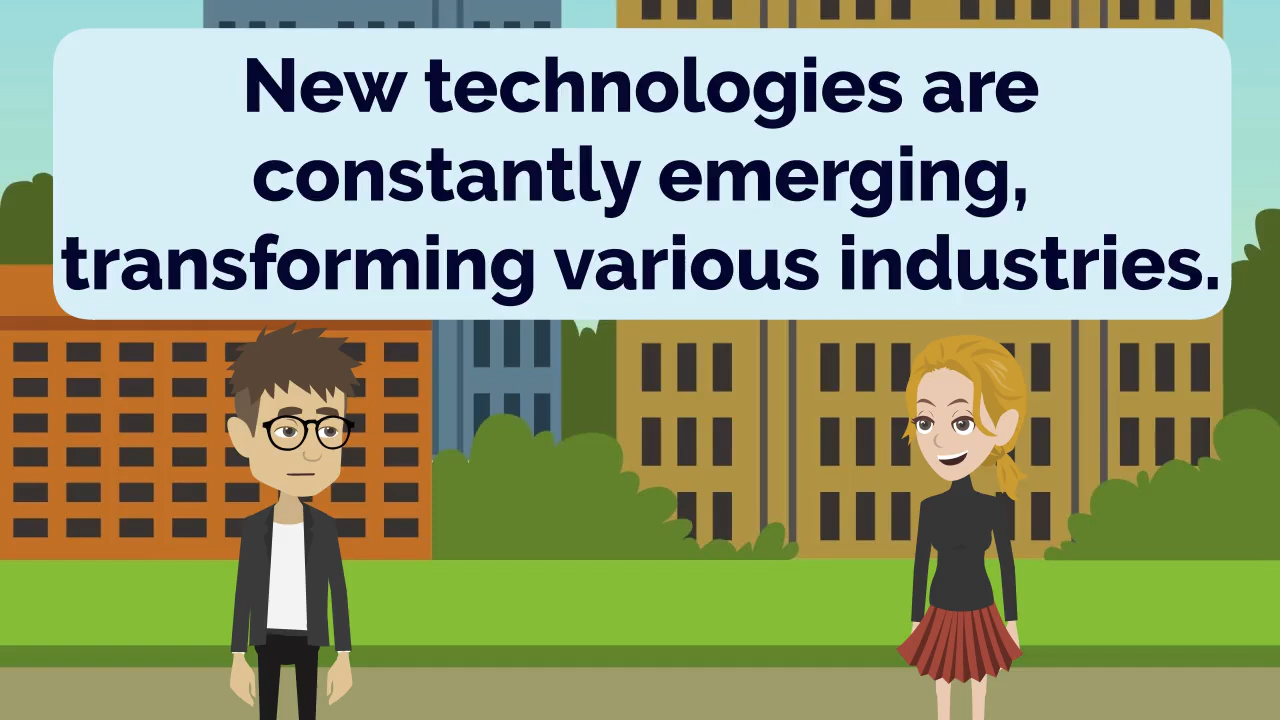 New technologies are
constantly emerging,
transforming various industries.